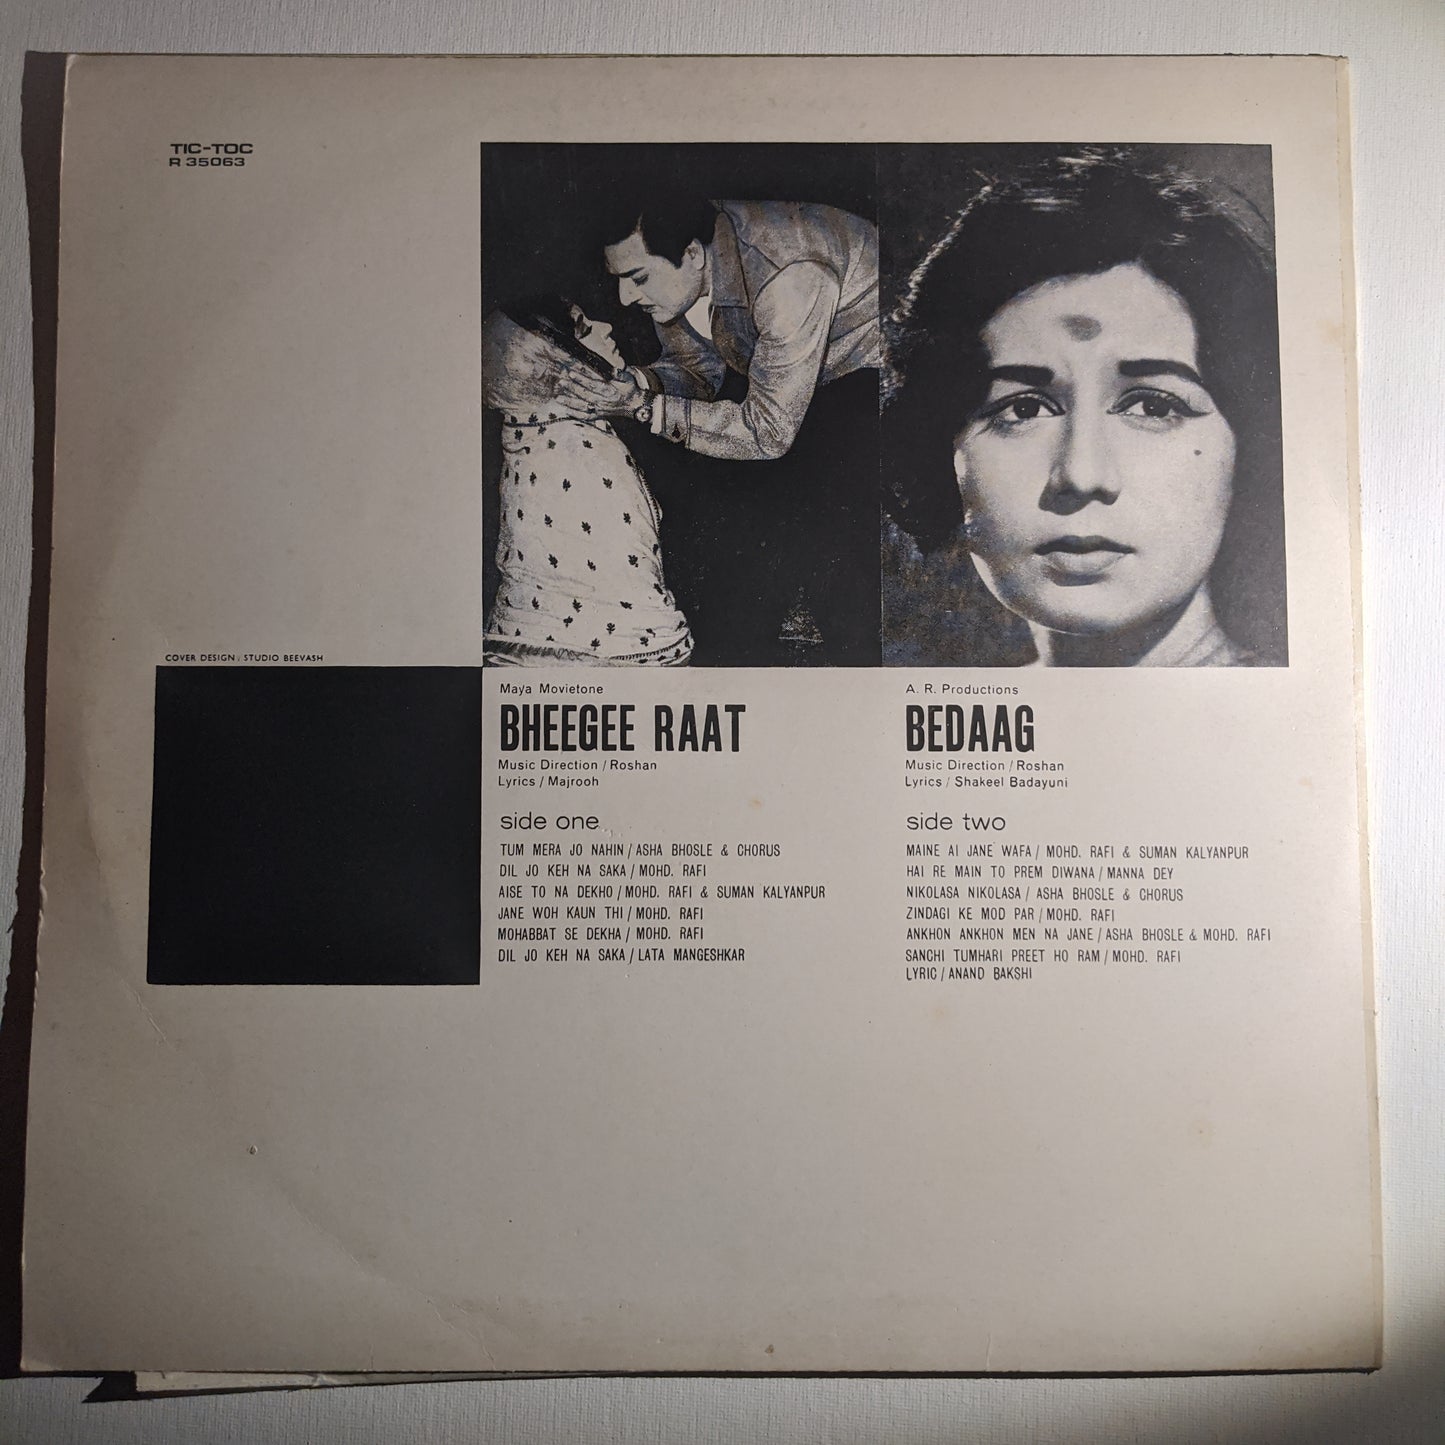 TIC-TOC
R 35063
COVER DESIGN : STUDIO BEEVASH
Maya Movietone
BHEEGEE RAAT
Music Direction / Roshan
Lyrics / Majrooh
side one
TUM MERA JO NAHIN / ASHA BHOSLE & CHORUS
DIL JO KEH NA SAKA / MOHD. RAFI
AISE TO NA DEKHO / MOHD. RAFI & SUMAN KALYANPUR
JANE WOH KAUN THI / MOHD. RAFI
MOHABBAT SE DEKHA / MOHD. RAFI
DIL JO KEH NA SAKA / LATA MANGESHKAR
A. R. Productions
BEDAAG
Music Direction / Roshan
Lyrics / Shakeel Badayuni
side two
MAINE AI JANE WAFA / MOHD. RAFI & SUMAN KALYANPUR
HAI RE MAIN TO PREM DIWANA / MANNA DEY
NIKOLASA NIKOLASA / ASHA BHOSLE & CHORUS
ZINDAGI KE MOD PAR / MOHD. RAFI
ANKHON ANKHON MEN NA JANE / ASHA BHOSLE & MOHD. RAFI
SANCHI TUMHARI PREET HO RAM / MOHD. RAFI
LYRIC / ANAND BAKSHI